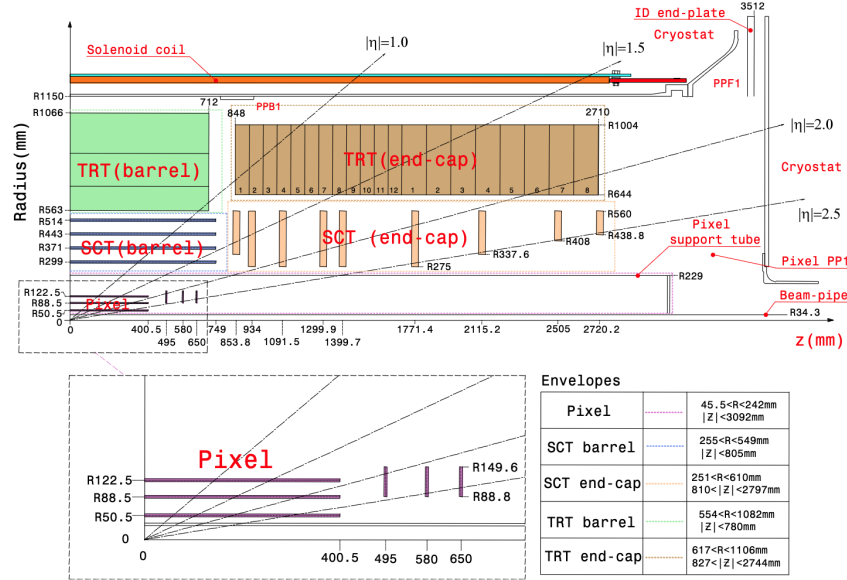 ID end-plate
3512
Cryostat
Solenoid coil
|η|=1.0
|η|=1.5
PPF1
R1150
R1066
712
PPB1
848
2710
R1004
|η|=2.0
Radius(mm)
TRT(barrel)
TRT(end-cap)
Cryostat
1 2 3 4 5 6 7 8 9 10 11 12 1 2 3 4 5 6 7 8
R644
|η|=2.5
R563
R514
R443
R371
R299
SCT(barrel)
SCT (end-cap)
R560
R438.8
R408
R337.6
R275
Pixel
support tube
Pixel PP1
R229
R122.5
R88.5
R50.5
0
Pixel
Beam-pipe
R34.3
0
400.5 580 749 934 1299.9 1771.4 2115.2 2505 2720.2
495 650 853.8 1091.5 1399.7
z(mm)
Pixel
R122.5
R88.5
R50.5
0
R149.6
R88.8
0
400.5 495 580 650
Envelopes
Pixel
45.5<R<242mm
|Z|<3092mm
SCT barrel
255<R<549mm
|Z|<805mm
SCT end-cap
251<R<610mm
810<|Z|<2797mm
TRT barrel
554<R<1082mm
|Z|<780mm
TRT end-cap
617<R<1106mm
827<|Z|<2744mm